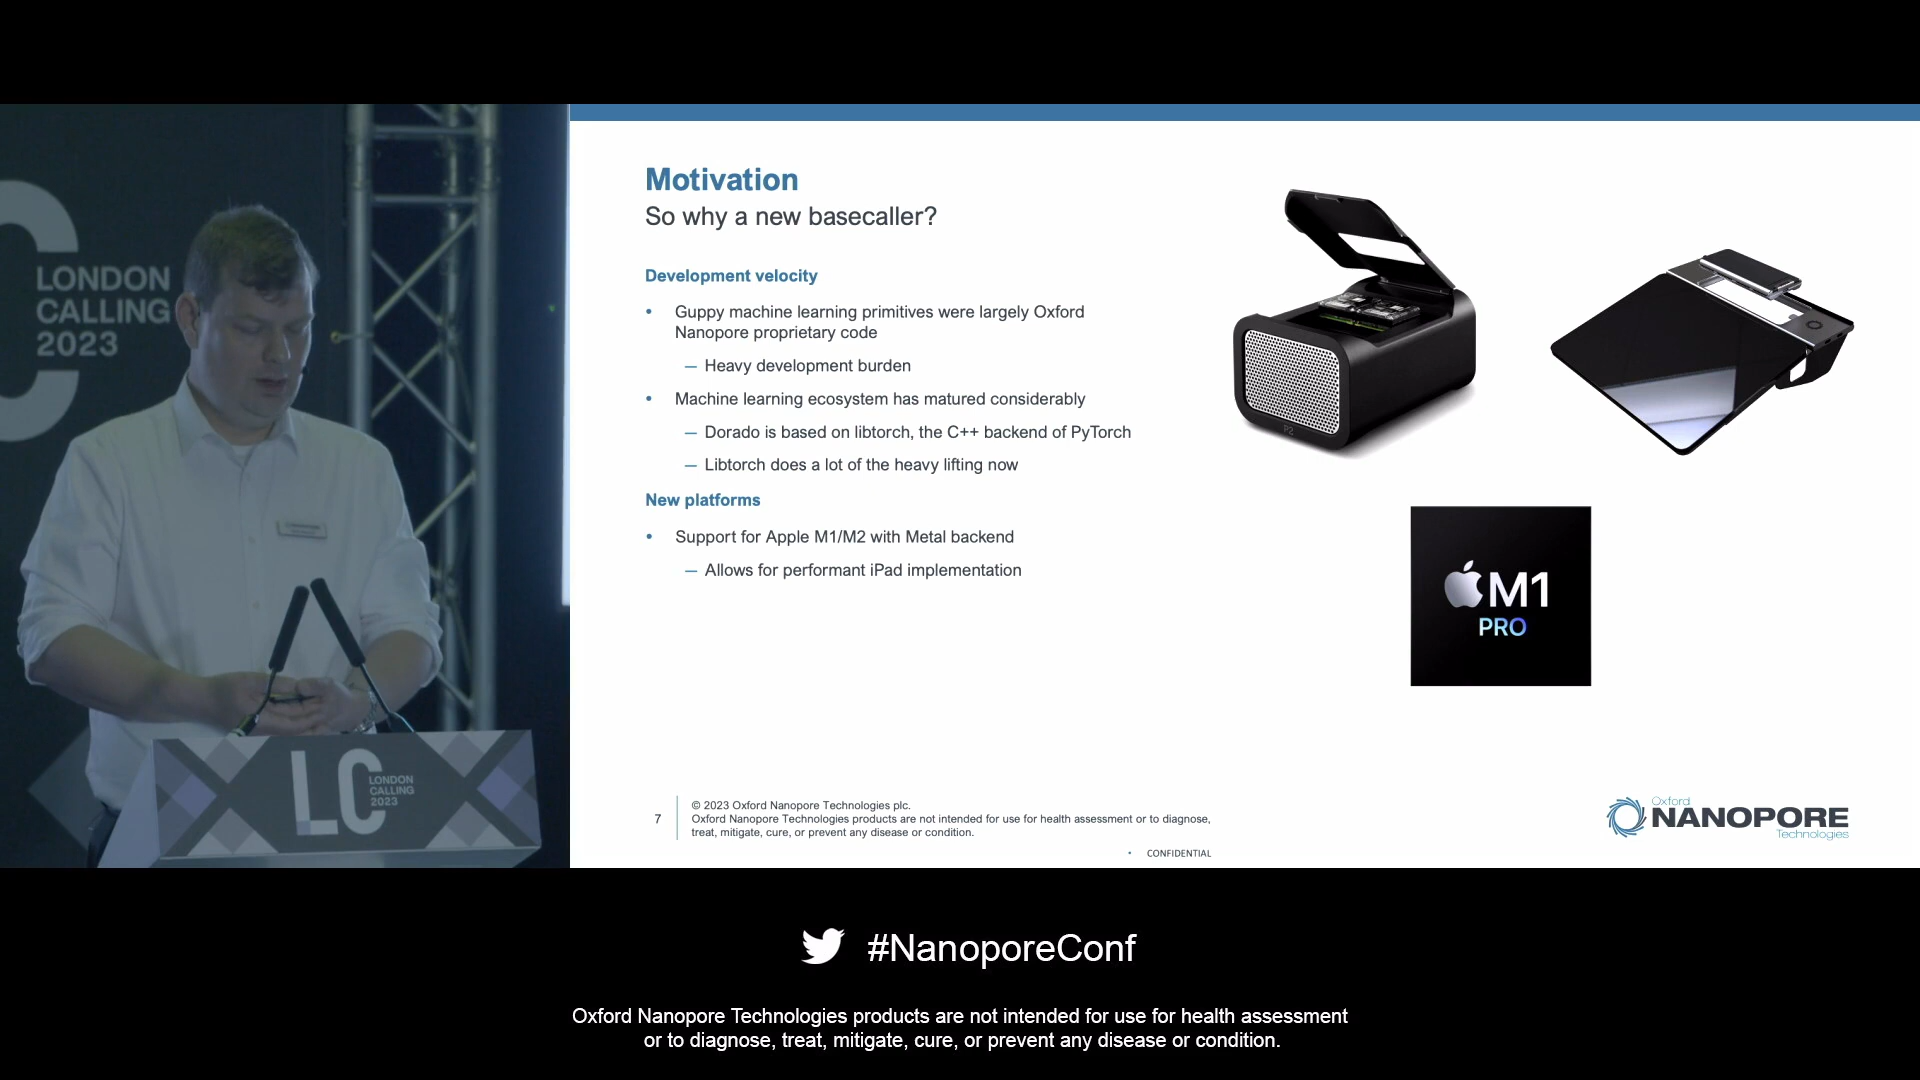 LONDON
CALLING
2023
LC
LONDON
CALLING
2023
Motivation
So why a new basecaller?
Development velocity
• Guppy machine learning primitives were largely Oxford
Nanopore proprietary code
— Heavy development burden
• Machine learning ecosystem has matured considerably
— Dorado is based on libtorch, the C++ backend of PyTorch
— Libtorch does a lot of the heavy lifting now
New platforms
• Support for Apple M1/M2 with Metal backend
— Allows for performant iPad implementation
P2
M1
PRO
7
© 2023 Oxford Nanopore Technologies plc.
Oxford Nanopore Technologies products are not intended for use for health assessment or to diagnose,
treat, mitigate, cure, or prevent any disease or condition.
• CONFIDENTIAL
Oxford
NANOPORE
Technologies
#NanoporeConf
Oxford Nanopore Technologies products are not intended for use for health assessment
or to diagnose, treat, mitigate, cure, or prevent any disease or condition.